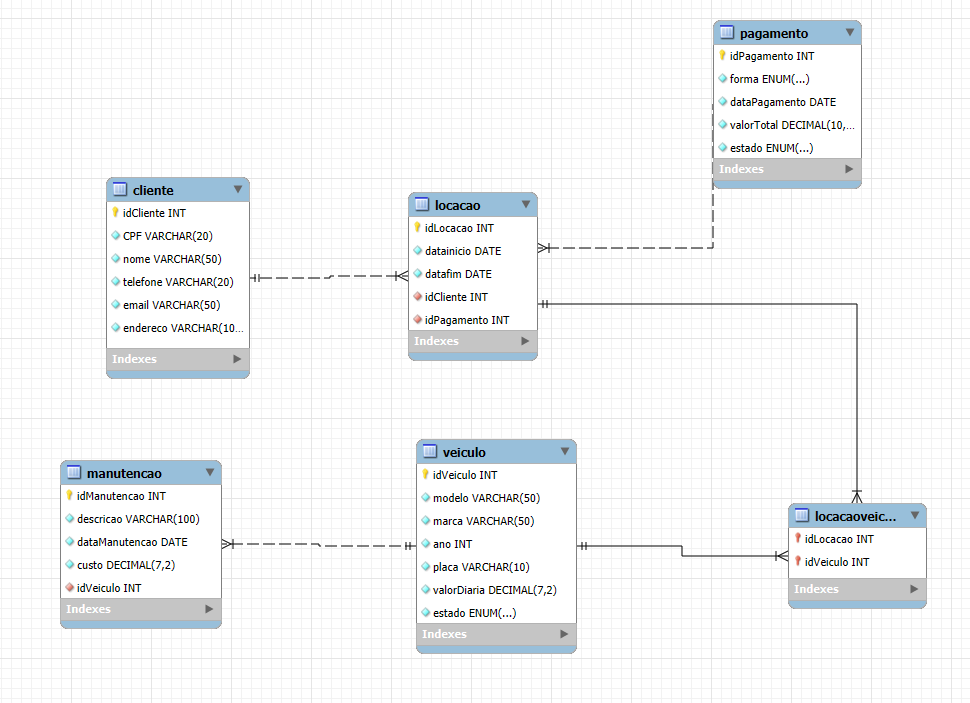 pagamento
idPagamento INT
forma ENUM(...)
dataPagamento DATE
valorTotal DECIMAL(10,...
estado ENUM(...)
Indexes
cliente
idCliente INT
CPF VARCHAR(20)
nome VARCHAR(50)
telefone VARCHAR(20)
email VARCHAR(50)
endereco VARCHAR(10...
Indexes
locacao
idLocacao INT
datainicio DATE
datafim DATE
idCliente INT
idPagamento INT
Indexes
manutencao
idManutencao INT
descricao VARCHAR(100)
dataManutencao DATE
custo DECIMAL(7,2)
idVeiculo INT
Indexes
veiculo
idVeiculo INT
modelo VARCHAR(50)
marca VARCHAR(50)
ano INT
placa VARCHAR(10)
valorDiaria DECIMAL(7,2)
estado ENUM(...)
Indexes
locacaoveic...
idLocacao INT
idVeiculo INT
Indexes